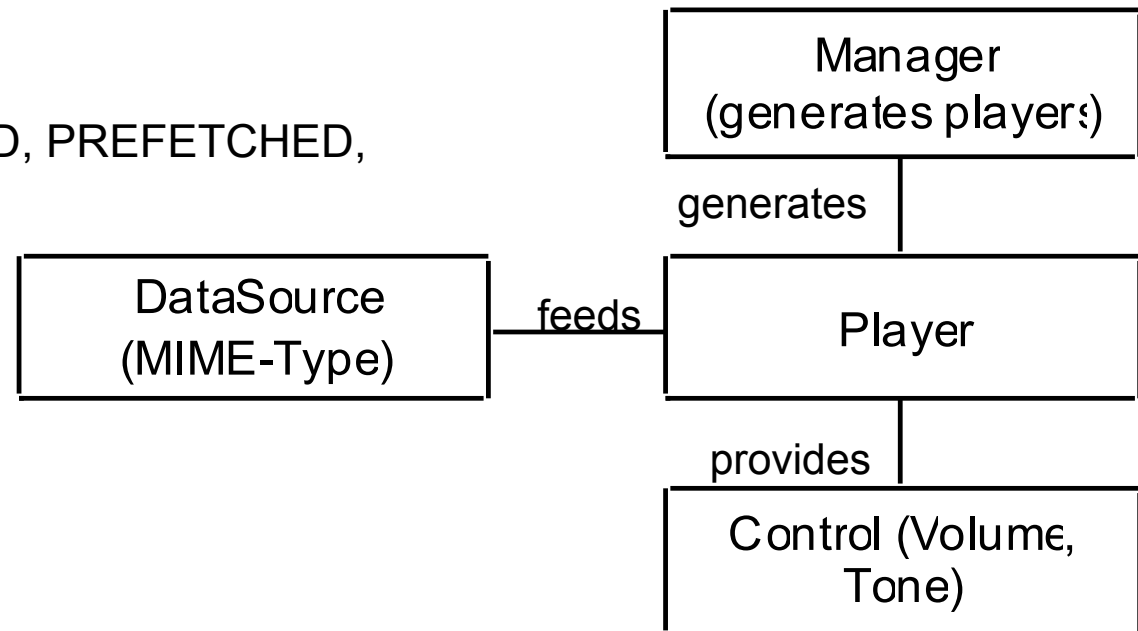 Manager
(generates players)
D, PREFETCHED,
generates
DataSource
(MIME-Type)
feeds
Player
provides
Control (Volume,
Tone)